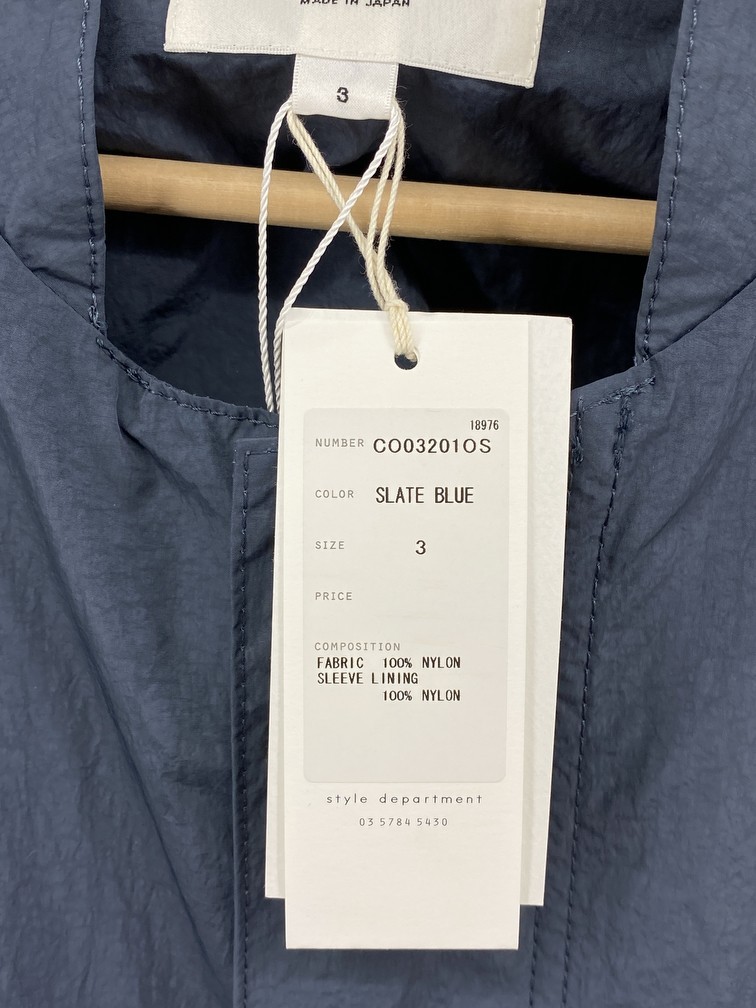 MADE IN JAPAN
3
18976
NUMBER CO03201OS
COLOR SLATE BLUE
SIZE 3
PRICE
COMPOSITION
FABRIC 100% NYLON
SLEEVE LINING
100% NYLON
style department
03 5784 5430